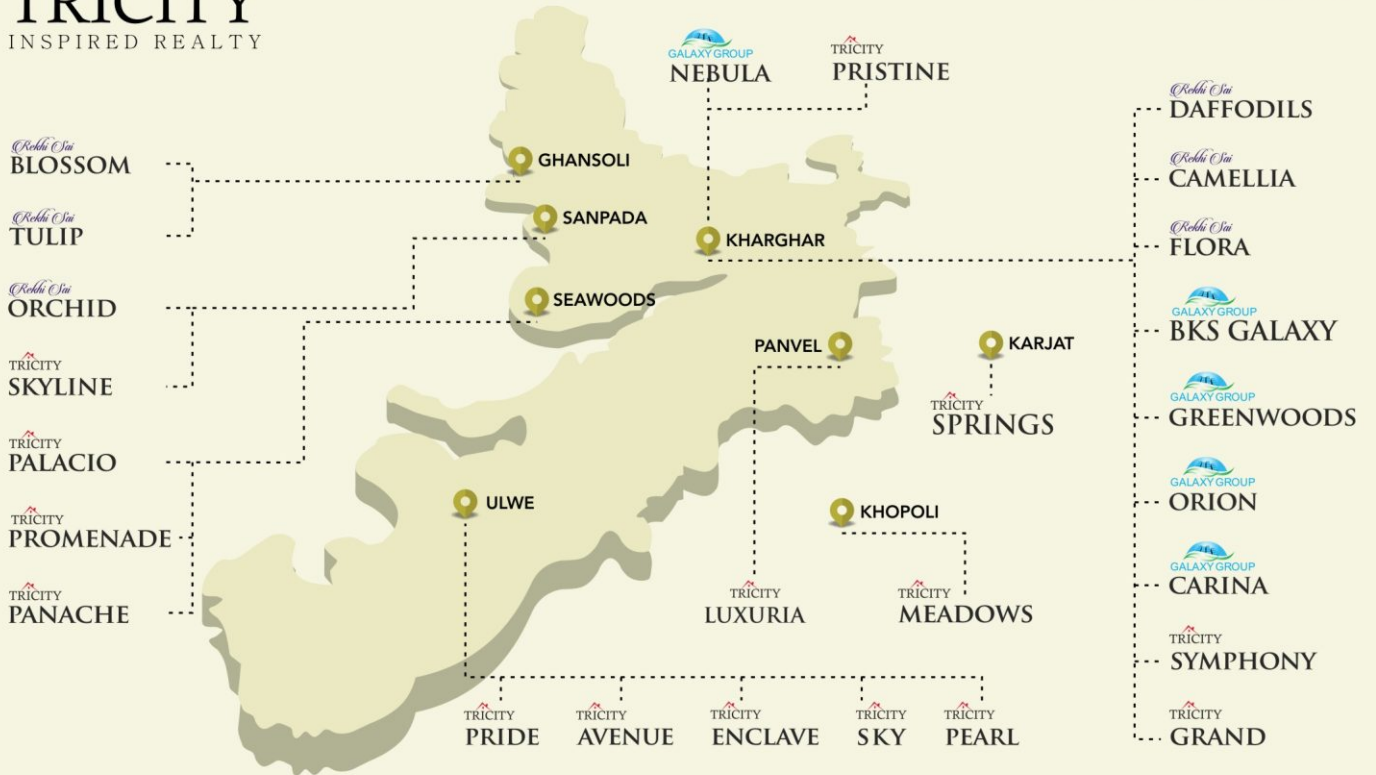 TRICITY
INSPIRED REALTY
GALAXY GROUP
NEBULA
TRICITY
PRISTINE
Rekhi Sai
BLOSSOM
Rekhi Sai
TULIP
Rekhi Sai
ORCHID
TRICITY
SKYLINE
TRICITY
PALACIO
TRICITY
PROMENADE
TRICITY
PANACHE
GHANSOLI
SANPADA
SEAWOODS
KHARGHAR
PANVEL
KARJAT
TRICITY
SPRINGS
ULWE
KHOPOLI
TRICITY
LUXURIA
TRICITY
MEADOWS
TRICITY
PRIDE
TRICITY
AVENUE
TRICITY
ENCLAVE
TRICITY
SKY
TRICITY
PEARL
Rekhi Sai
DAFFODILS
Rekhi Sai
CAMELLIA
Rekhi Sai
FLORA
GALAXY GROUP
BKS GALAXY
GALAXY GROUP
GREENWOODS
GALAXY GROUP
ORION
GALAXY GROUP
CARINA
TRICITY
SYMPHONY
TRICITY
GRAND